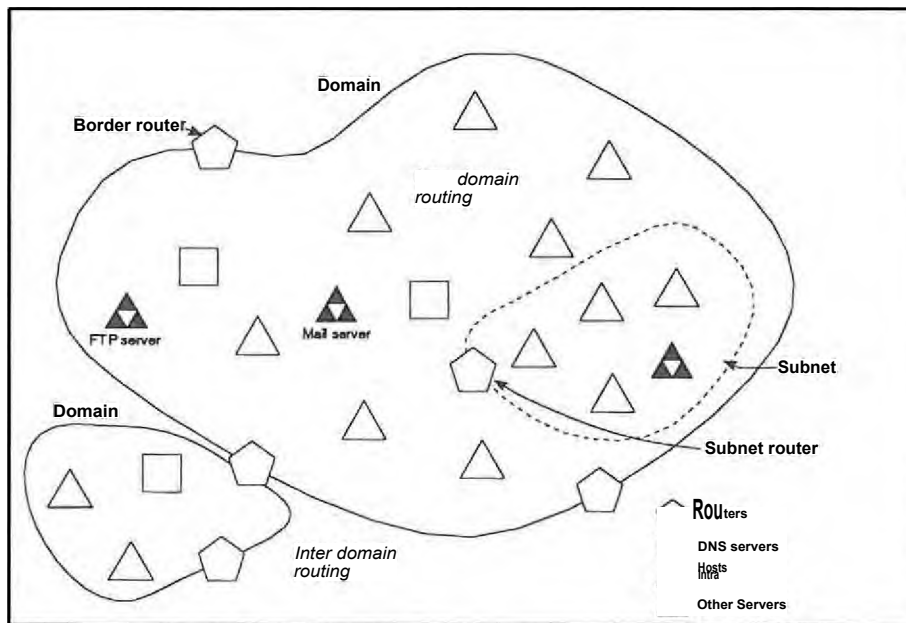 Domain
Border router
domain
routing
FTP server
Mail server
Subnet
Domain
Subnet router
Routers
Inter domain
routing
DNS servers
Hosts
Intra
Other Servers